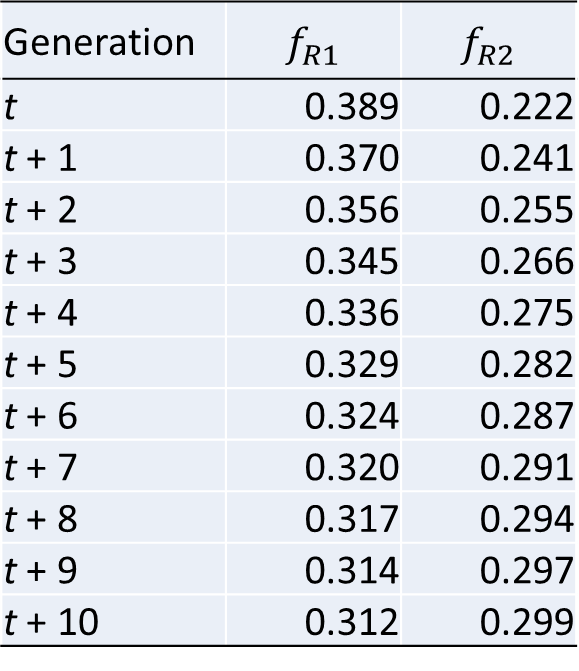 Generation f_R1 f_R2
t 0.389 0.222
t + 1 0.370 0.241
t + 2 0.356 0.255
t + 3 0.345 0.266
t + 4 0.336 0.275
t + 5 0.329 0.282
t + 6 0.324 0.287
t + 7 0.320 0.291
t + 8 0.317 0.294
t + 9 0.314 0.297
t + 10 0.312 0.299